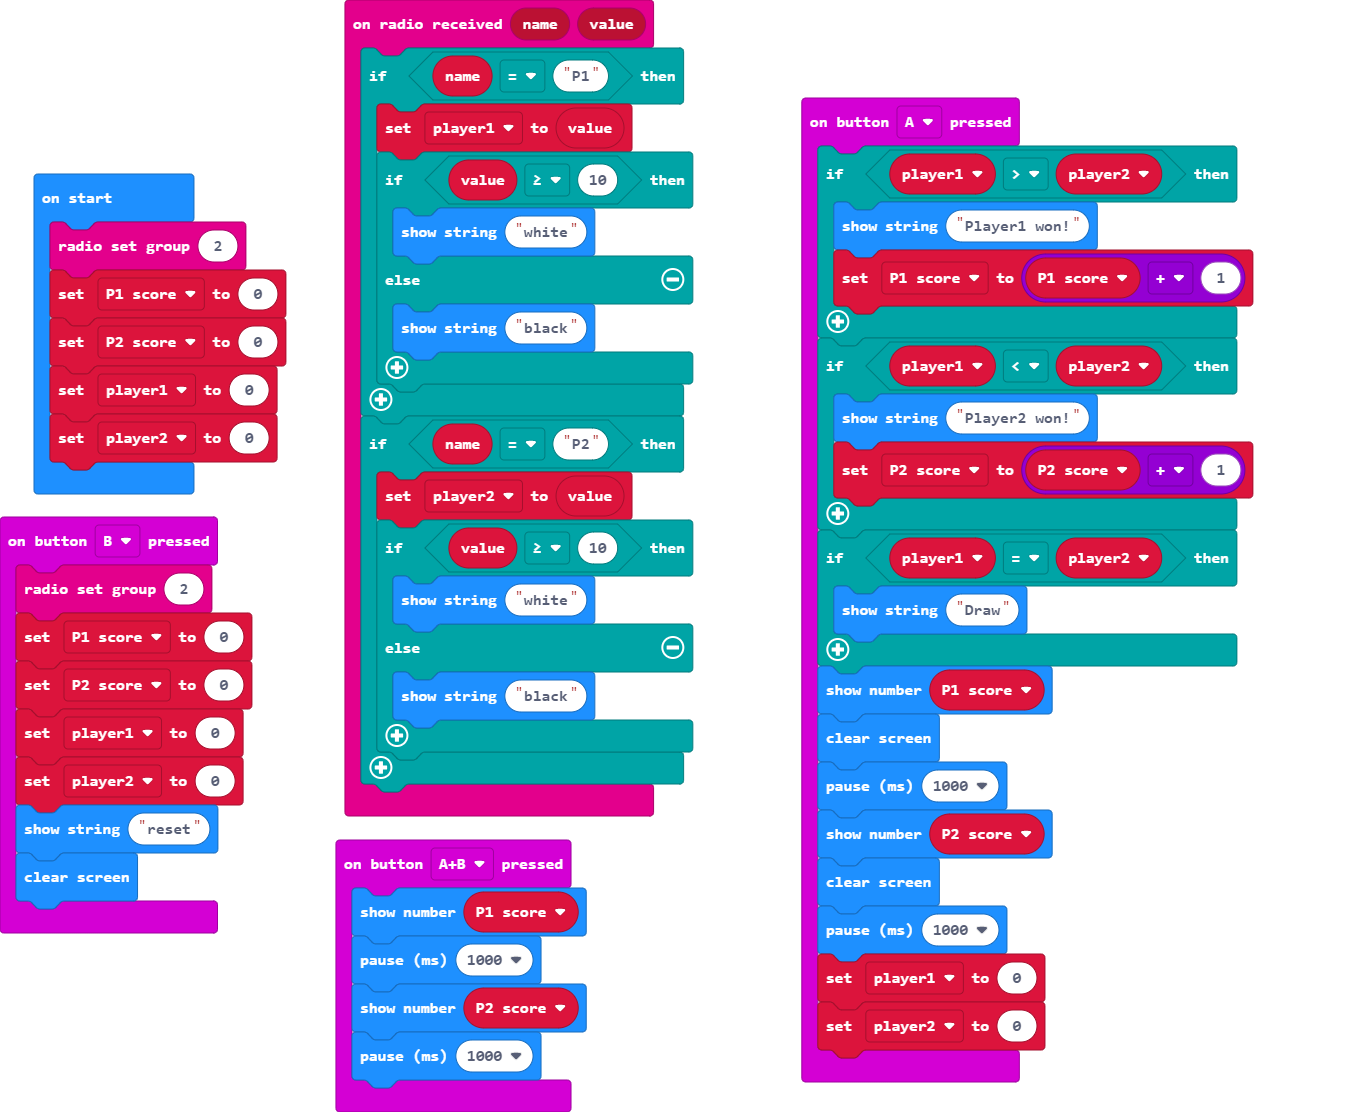 on start
radio set group 2
set P1 score to 0
set P2 score to 0
set player1 to 0
set player2 to 0
on button B pressed
radio set group 2
set P1 score to 0
set P2 score to 0
set player1 to 0
set player2 to 0
show string "reset"
clear screen
on radio received name value
if name = "P1" then
set player1 to value
if value ≥ 10 then
show string "white"
else
show string "black"
if name = "P2" then
set player2 to value
if value ≥ 10 then
show string "white"
else
show string "black"
on button A+B pressed
show number P1 score
pause (ms) 1000
show number P2 score
pause (ms) 1000
on button A pressed
if player1 > player2 then
show string "Player1 won!"
set P1 score to P1 score + 1
if player1 < player2 then
show string "Player2 won!"
set P2 score to P2 score + 1
if player1 = player2 then
show string "Draw"
show number P1 score
clear screen
pause (ms) 1000
show number P2 score
clear screen
pause (ms) 1000
set player1 to 0
set player2 to 0